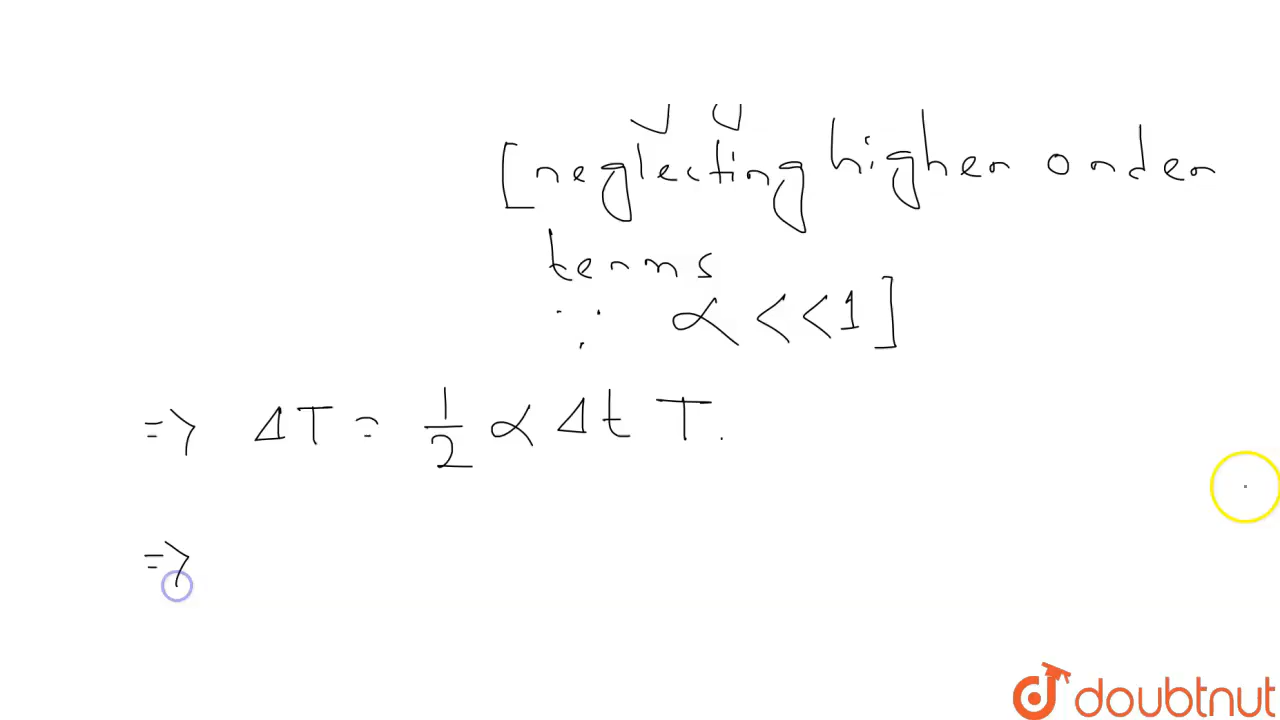 [neglecting higher order
terms
∵ α <<1]
=> ΔT = 1/2 α Δt T.
=>
doubtnut